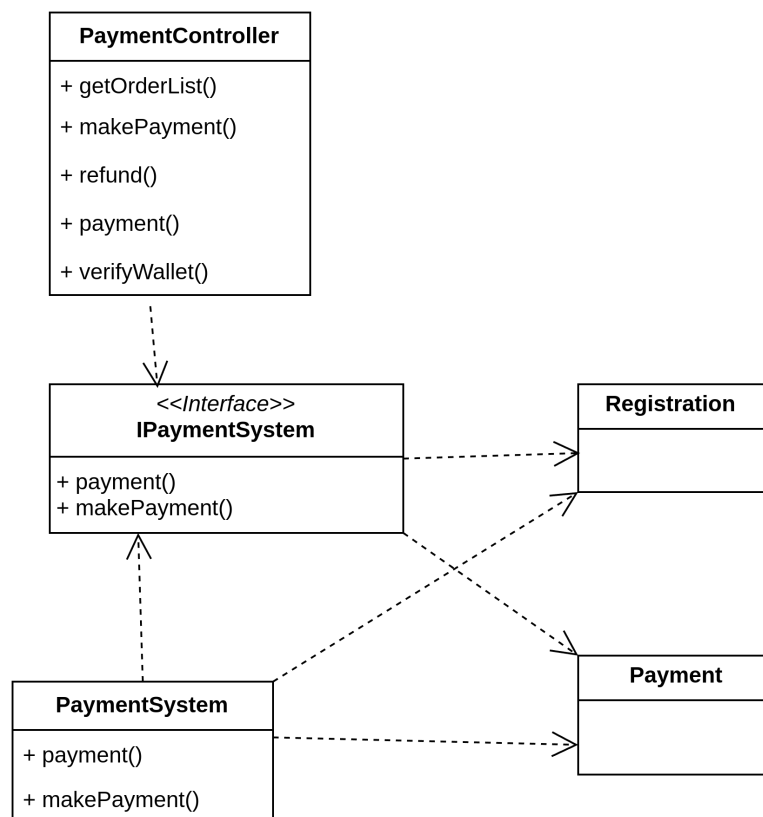 PaymentController
+ getOrderList()
+ makePayment()
+ refund()
+ payment()
+ verifyWallet()
<<Interface>>
IPaymentSystem
+ payment()
+ makePayment()
Registration
PaymentSystem
+ payment()
+ makePayment()
Payment